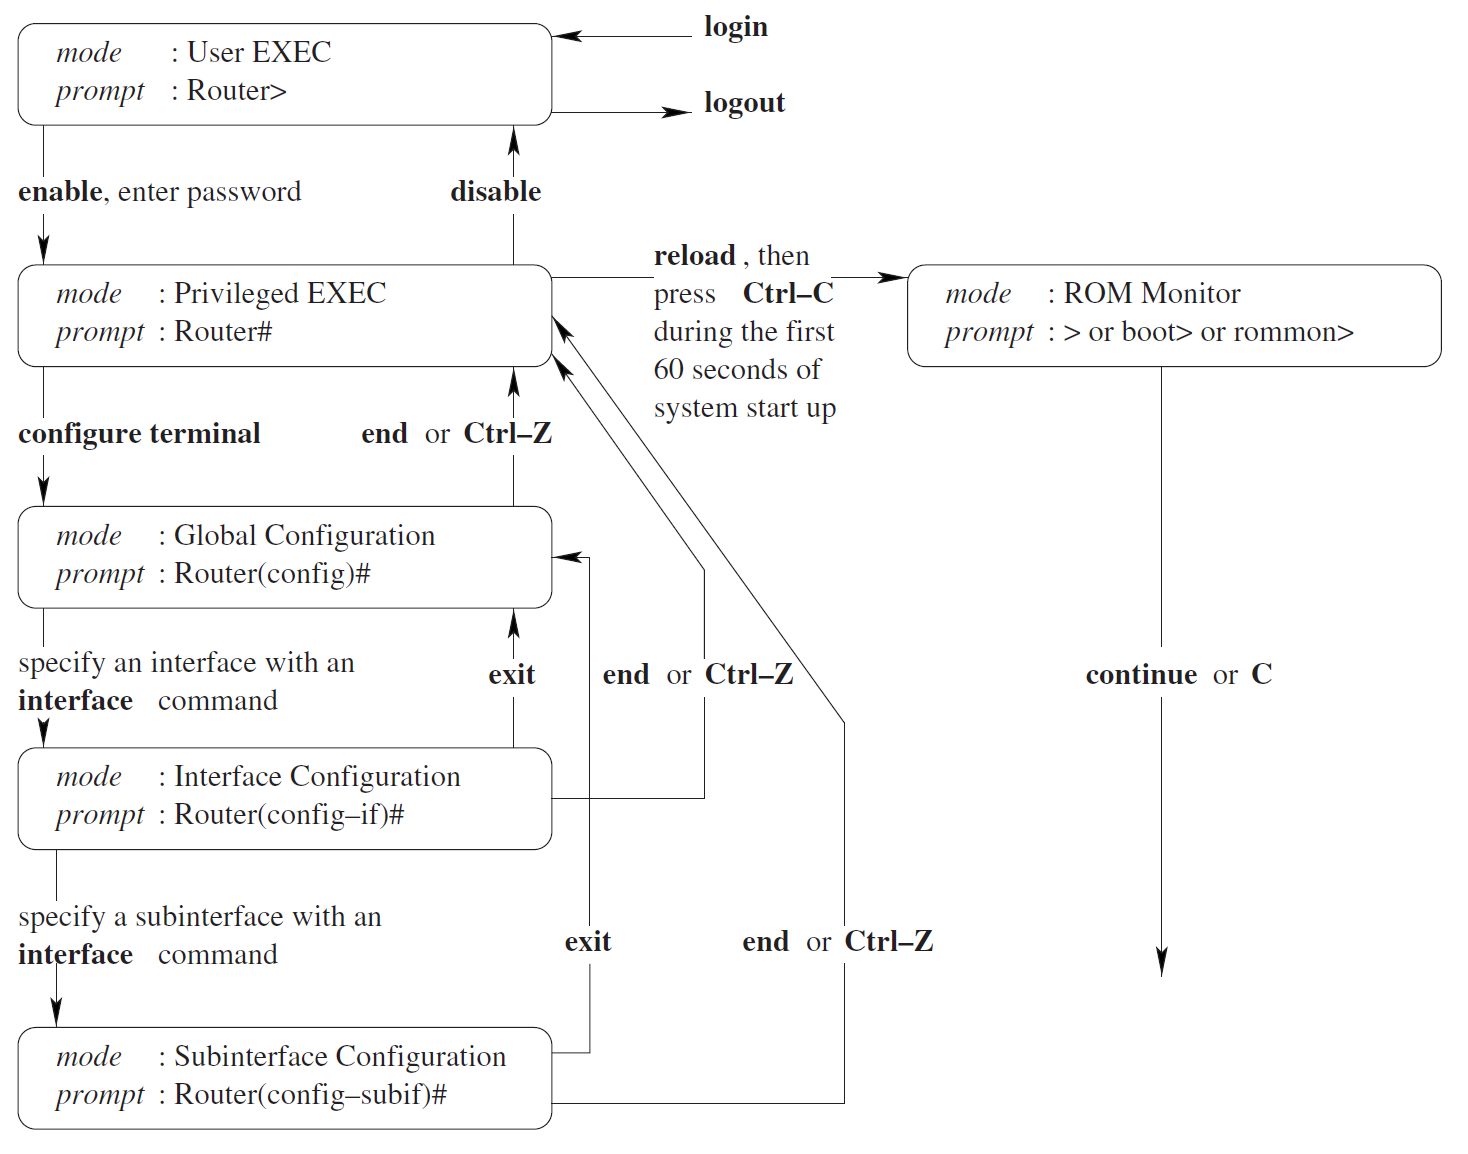 login
mode : User EXEC
prompt : Router>
logout
enable, enter password
disable
reload , then
press Ctrl–C
during the first
60 seconds of
system start up
mode : Privileged EXEC
prompt : Router#
mode : ROM Monitor
prompt : > or boot> or rommon>
configure terminal
end or Ctrl–Z
mode : Global Configuration
prompt : Router(config)#
specify an interface with an
interface command
exit
end or Ctrl–Z
continue or C
mode : Interface Configuration
prompt : Router(config–if)#
specify a subinterface with an
interface command
exit
end or Ctrl–Z
mode : Subinterface Configuration
prompt : Router(config–subif)#